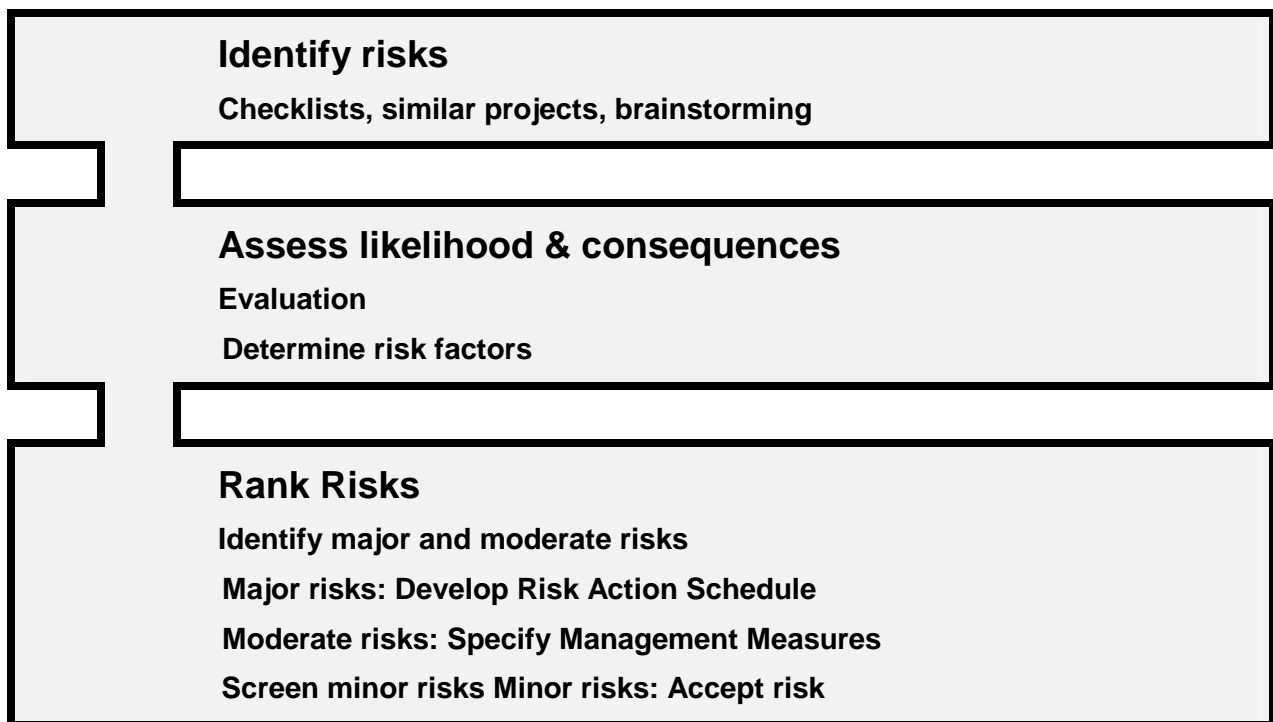 Identify risks
Checklists, similar projects, brainstorming
Assess likelihood & consequences
Evaluation
Determine risk factors
Rank Risks
Identify major and moderate risks
Major risks: Develop Risk Action Schedule
Moderate risks: Specify Management Measures
Screen minor risks Minor risks: Accept risk